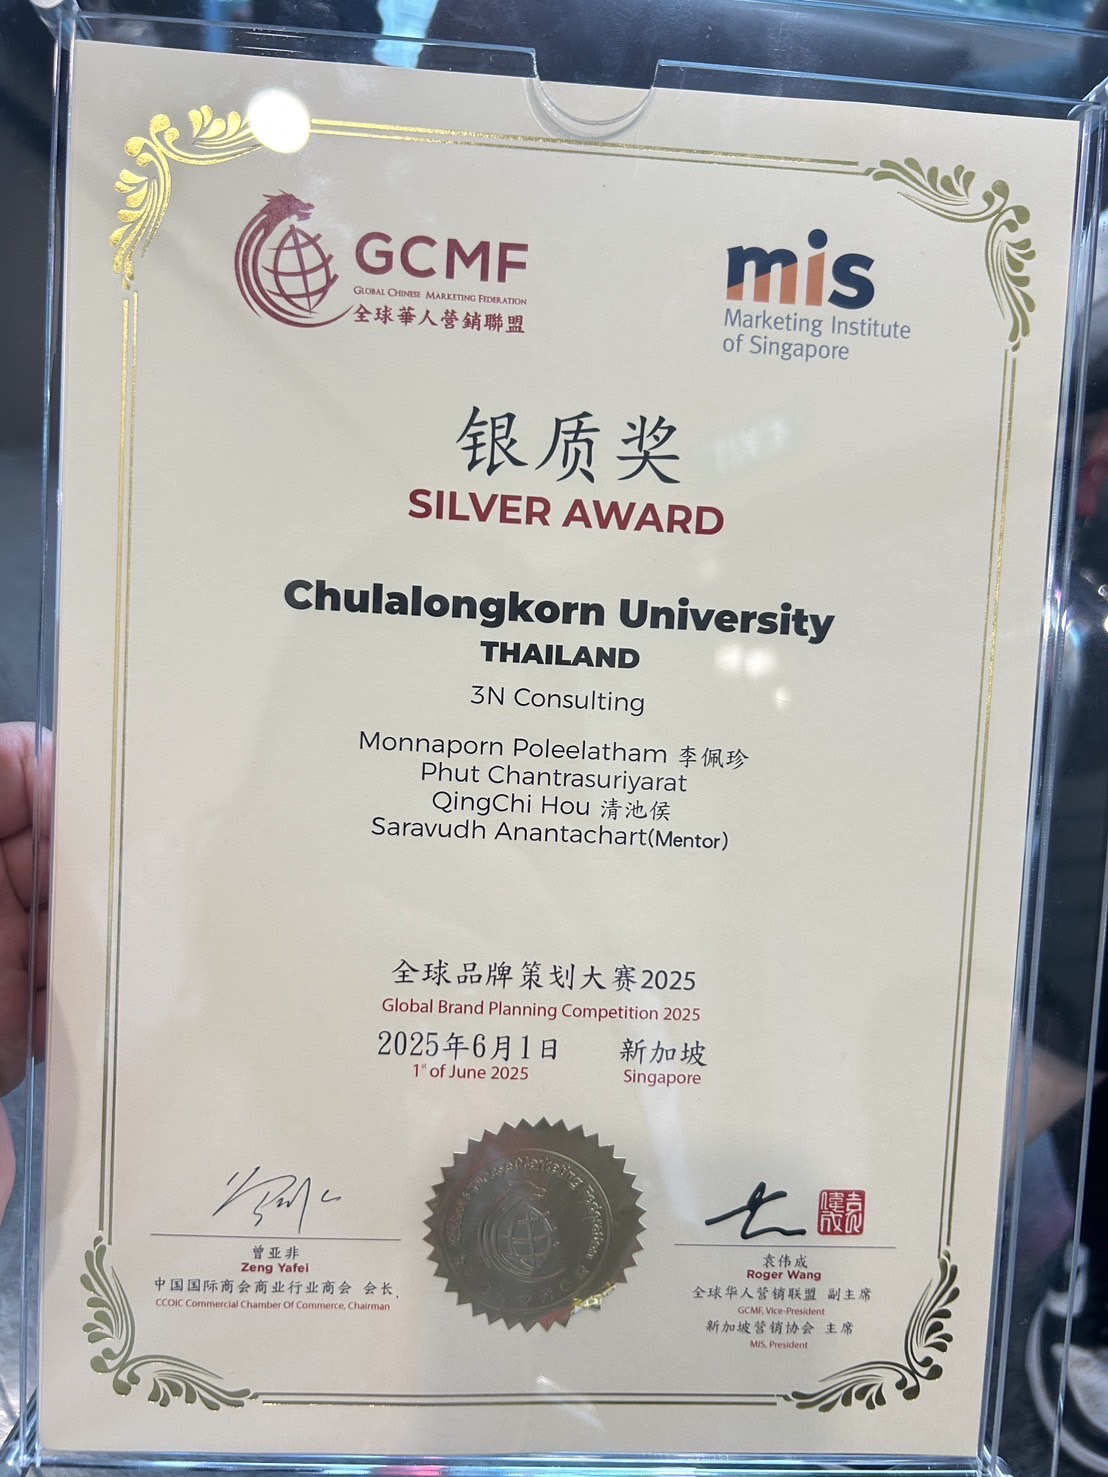 GCMF
GLOBAL CHINESE MARKETING FEDERATION
全球華人營銷聯盟
mis
Marketing Institute
of Singapore
银质奖
SILVER AWARD
Chulalongkorn University
THAILAND
3N Consulting
Monnaporn Poleelatham 李佩珍
Phut Chantrasuriyarat
QingChi Hou 清池侯
Saravudh Anantachart(Mentor)
全球品牌策划大赛2025
Global Brand Planning Competition 2025
2025年6月1日 新加坡
1st of June 2025 Singapore
曾亚非
Zeng Yafei
中国国际商会商业行业商会 会长,
CCOIC Commercial Chamber Of Commerce, Chairman
Marketing Federation
袁偉成
袁伟成
Roger Wang
全球华人营销联盟 副主席
GCMF, Vice-President
新加坡营销协会 主席
MIS, President